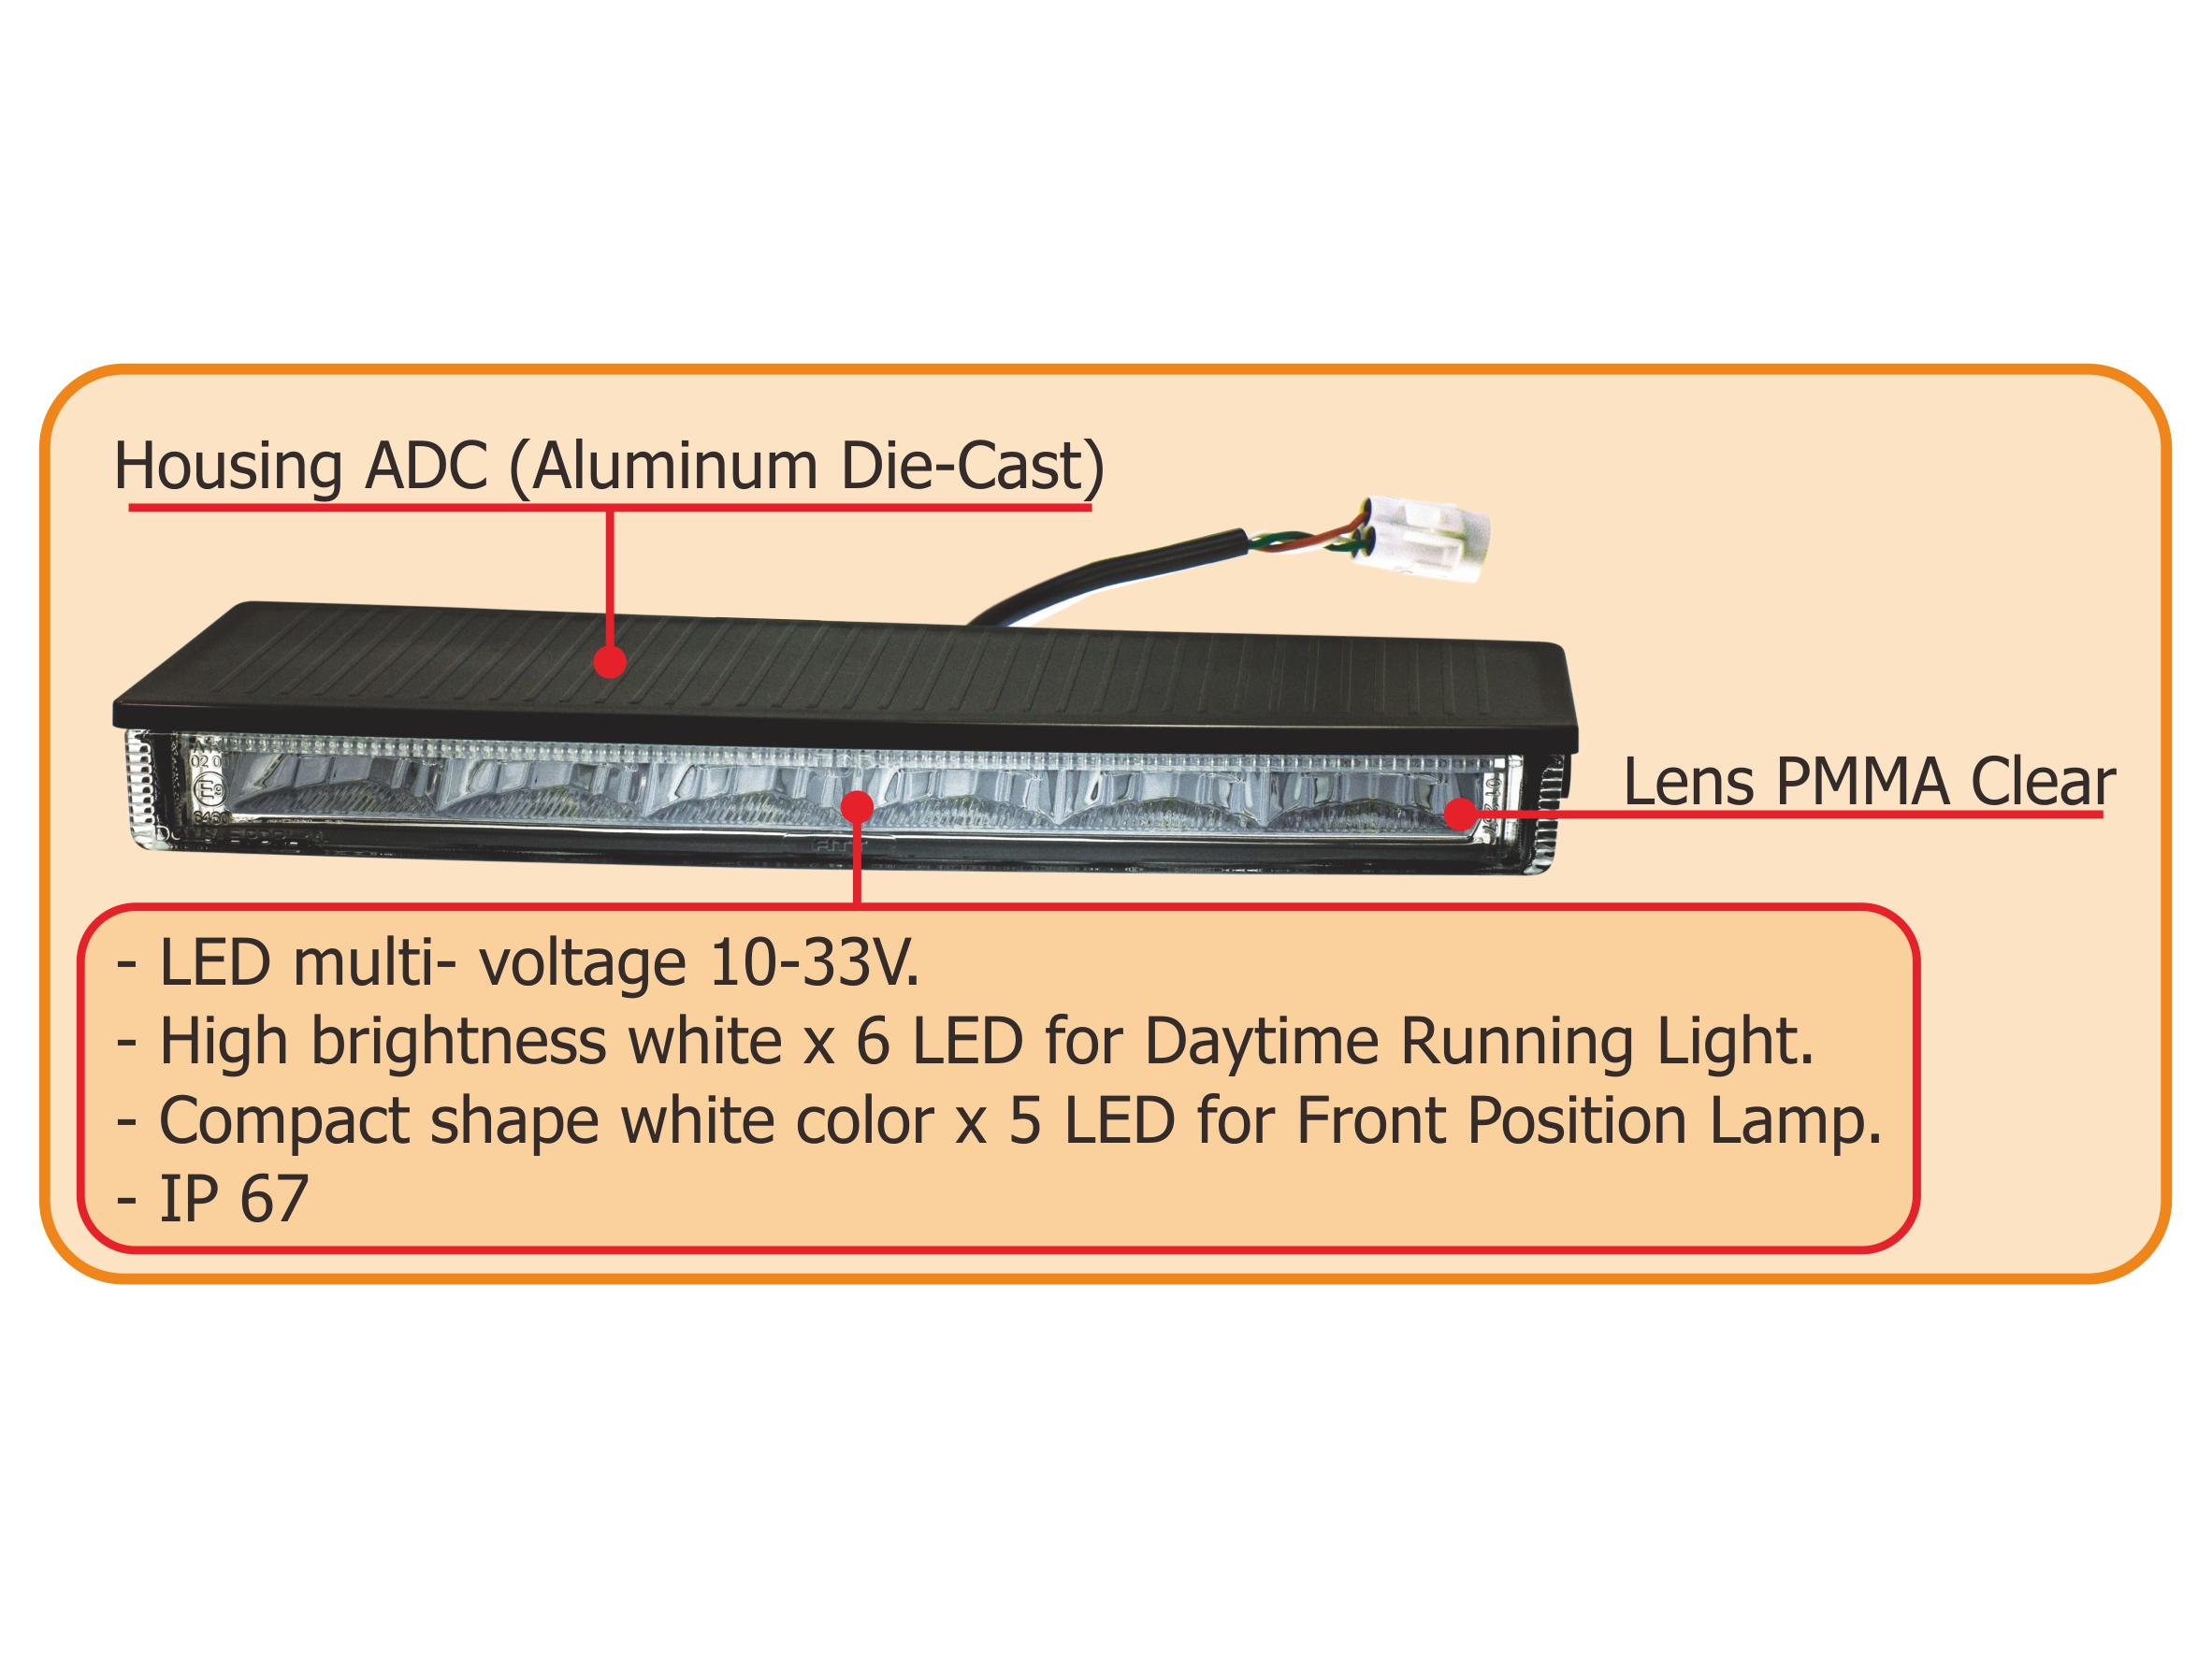 Housing ADC (Aluminum Die-Cast)
Lens PMMA Clear
- LED multi- voltage 10-33V.
- High brightness white x 6 LED for Daytime Running Light.
- Compact shape white color x 5 LED for Front Position Lamp.
- IP 67